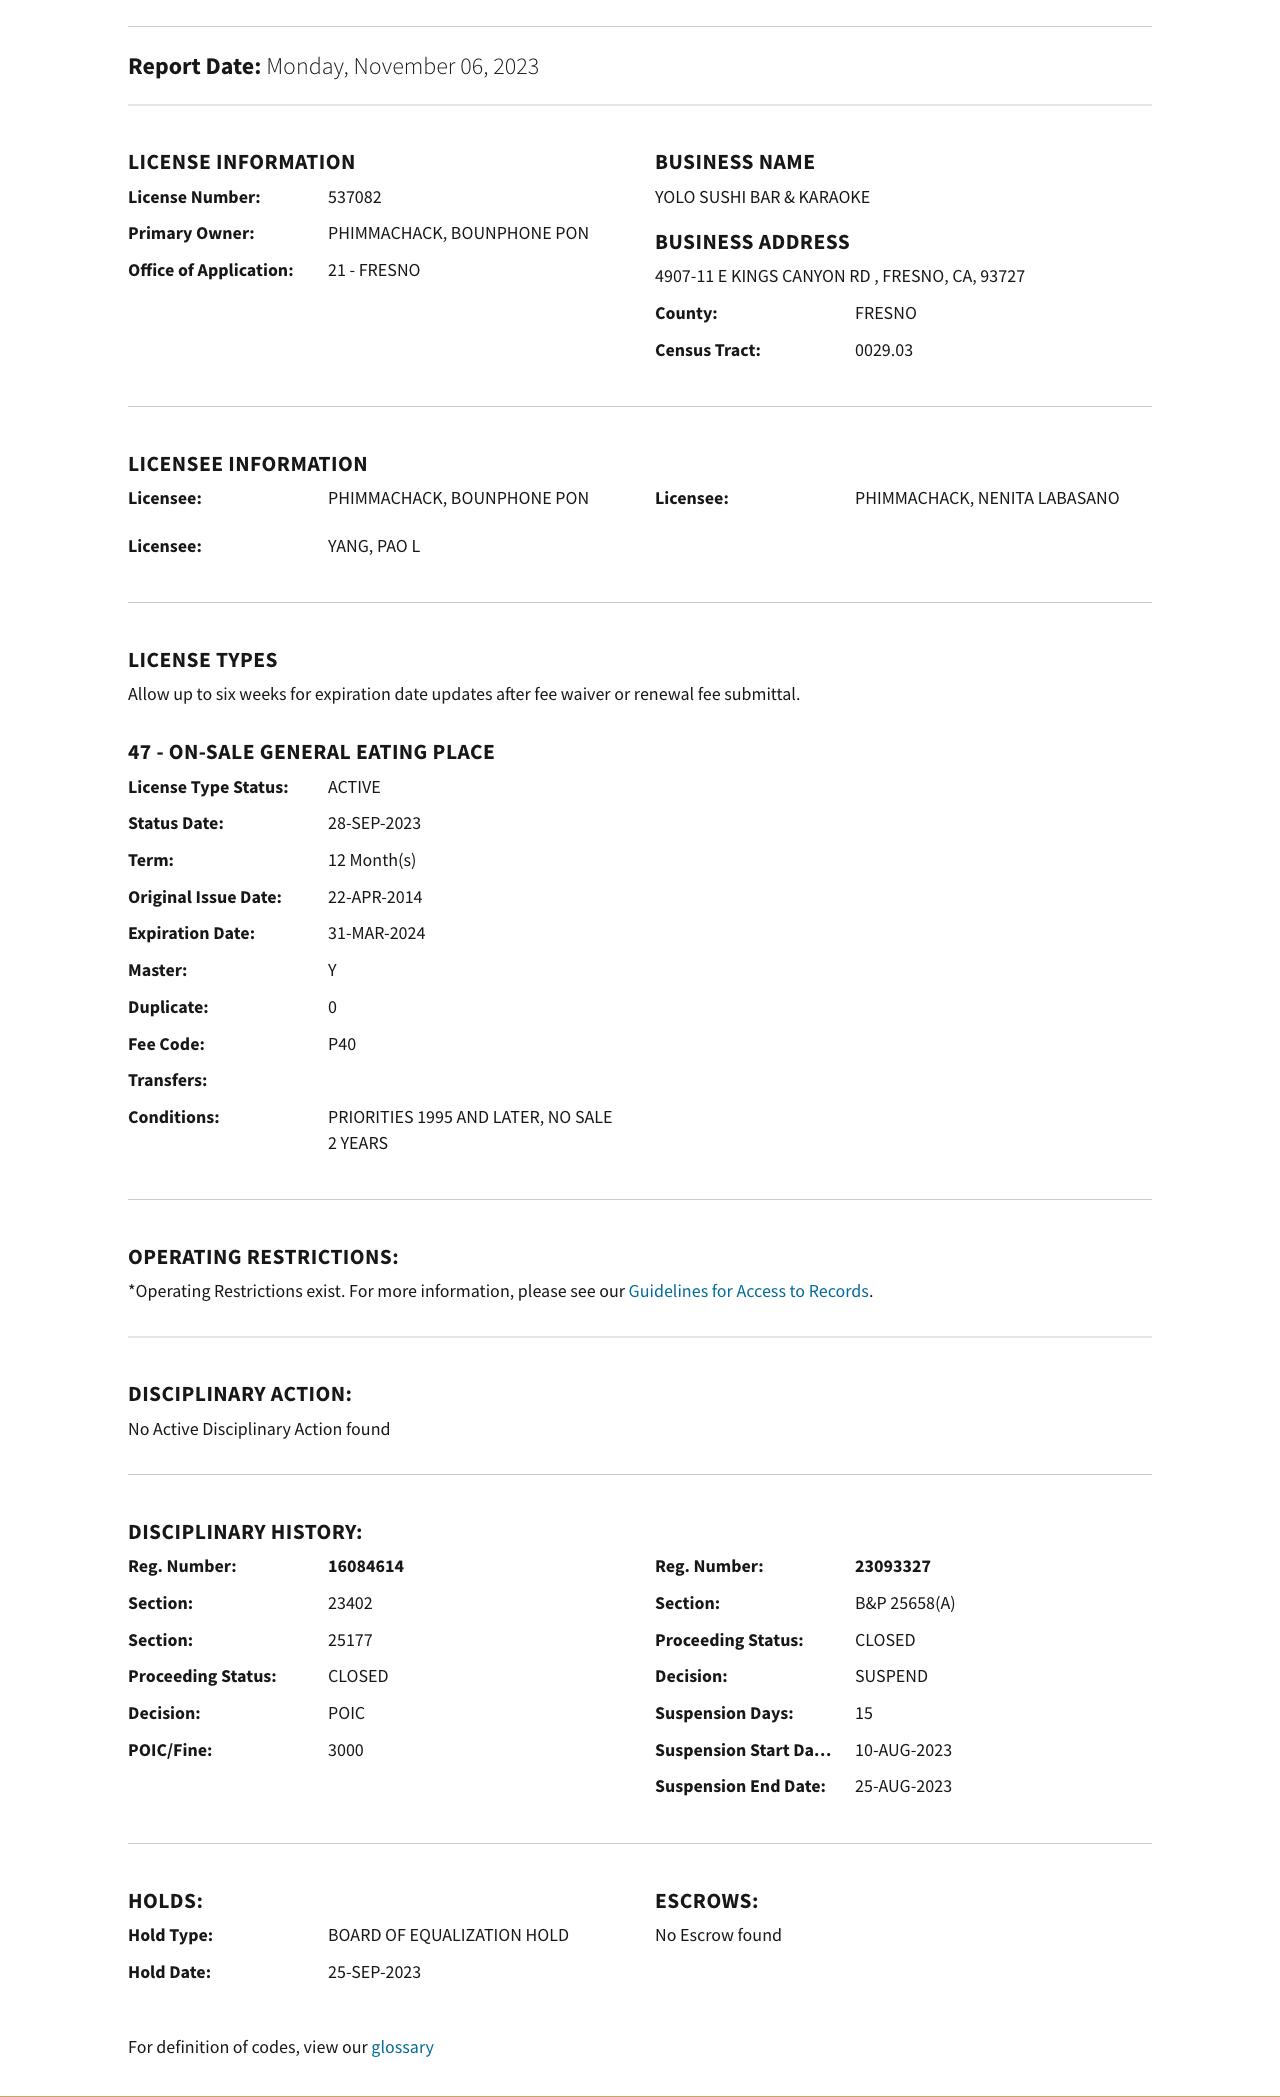 Report Date: Monday, November 06, 2023
LICENSE INFORMATION
License Number: 537082
Primary Owner: PHIMMACHACK, BOUNPHONE PON
Office of Application: 21 - FRESNO
BUSINESS NAME
YOLO SUSHI BAR & KARAOKE
BUSINESS ADDRESS
4907-11 E KINGS CANYON RD , FRESNO, CA, 93727
County: FRESNO
Census Tract: 0029.03
LICENSEE INFORMATION
Licensee: PHIMMACHACK, BOUNPHONE PON
Licensee: PHIMMACHACK, NENITA LABASANO
Licensee: YANG, PAO L
LICENSE TYPES
Allow up to six weeks for expiration date updates after fee waiver or renewal fee submittal.
47 - ON-SALE GENERAL EATING PLACE
License Type Status: ACTIVE
Status Date: 28-SEP-2023
Term: 12 Month(s)
Original Issue Date: 22-APR-2014
Expiration Date: 31-MAR-2024
Master: Y
Duplicate: 0
Fee Code: P40
Transfers:
Conditions: PRIORITIES 1995 AND LATER, NO SALE
2 YEARS
OPERATING RESTRICTIONS:
*Operating Restrictions exist. For more information, please see our Guidelines for Access to Records.
DISCIPLINARY ACTION:
No Active Disciplinary Action found
DISCIPLINARY HISTORY:
Reg. Number: 16084614
Section: 23402
Section: 25177
Proceeding Status: CLOSED
Decision: POIC
POIC/Fine: 3000
Reg. Number: 23093327
Section: B&P 25658(A)
Proceeding Status: CLOSED
Decision: SUSPEND
Suspension Days: 15
Suspension Start Da... 10-AUG-2023
Suspension End Date: 25-AUG-2023
HOLDS:
Hold Type: BOARD OF EQUALIZATION HOLD
Hold Date: 25-SEP-2023
ESCROWS:
No Escrow found
For definition of codes, view our glossary